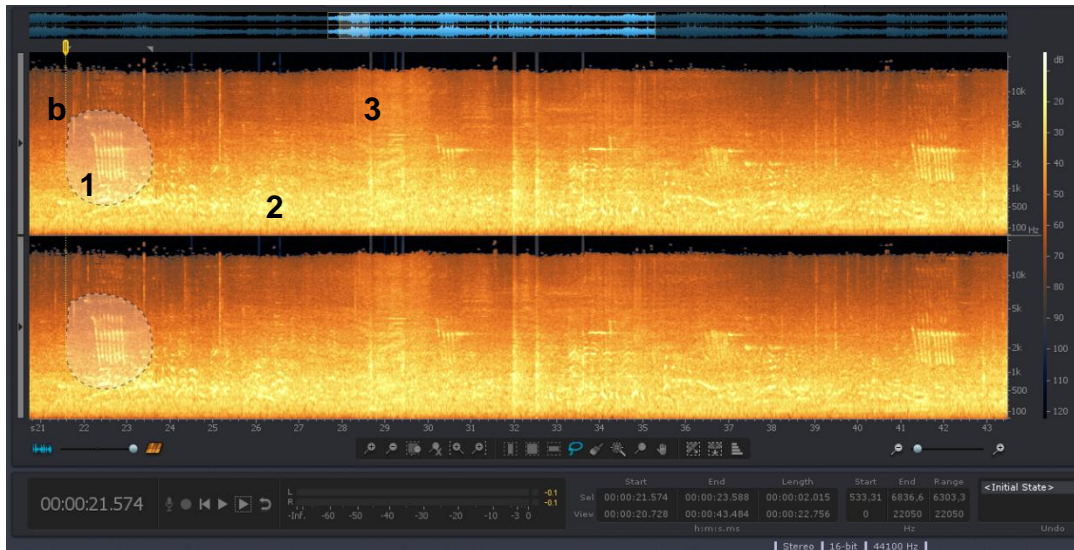 dB
b
3
10k
20
5k
30
1
2k
40
2
1k
50
500
60
100 Hz
70
10k
80
5k
90
2k
100
1k
110
500
100
120
s21 22 23 24 25 26 27 28 29 30 31 32 33 34 35 36 37 38 39 40 41 42 43
00:00:21.574
L
R
-Inf. -60 -50 -40 -30 -20 -10 -3 0
-0.1
-0.1
Start End Length Start End Range
Sel 00:00:21.574 00:00:23.588 00:00:02.015 533,31 6836,6 6303,3
View 00:00:20.728 00:00:43.484 00:00:22.756 0 22050 22050
h:m:s.ms Hz
<Initial State>
Undo
Stereo 16-bit 44100 Hz